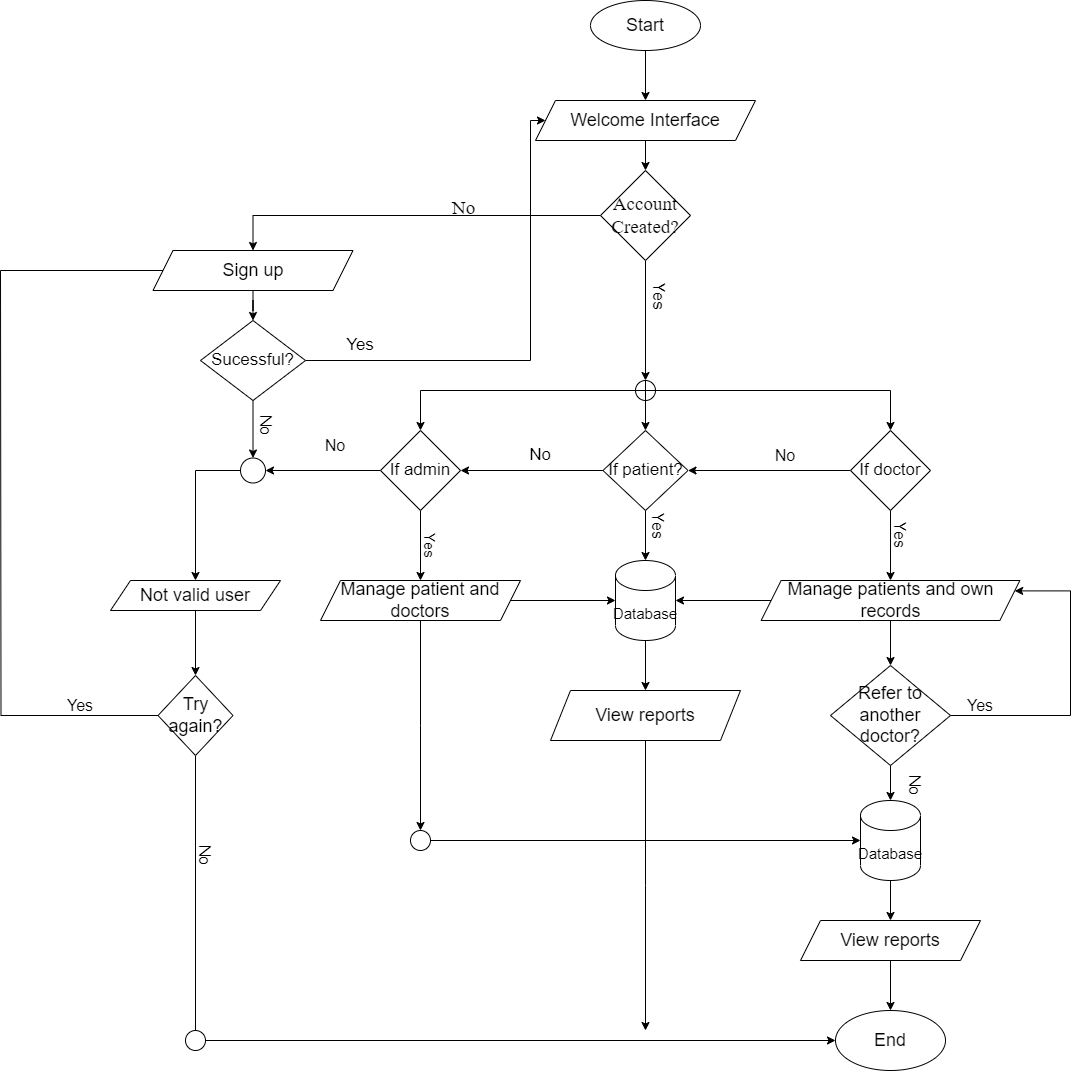 Start
Welcome Interface
Account
Created?
No
Sign up
Yes
Sucessful?
Yes
No
No
No
No
If admin
If patient?
If doctor
Yes
Yes
Yes
Not valid user
Manage patient and
doctors
Database
Manage patients and own
records
Try
again?
Yes
View reports
Refer to
another
doctor?
Yes
No
No
Database
View reports
End